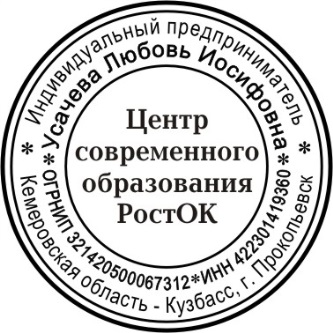 * Индивидуальный предприниматель *
Кемеровская область - Кузбасс, г. Прокопьевск
*Усачева Любовь Иосифовна*
ОГРНИП 321420500067312*ИНН 422301419360
Центр
современного
образования
РостОК